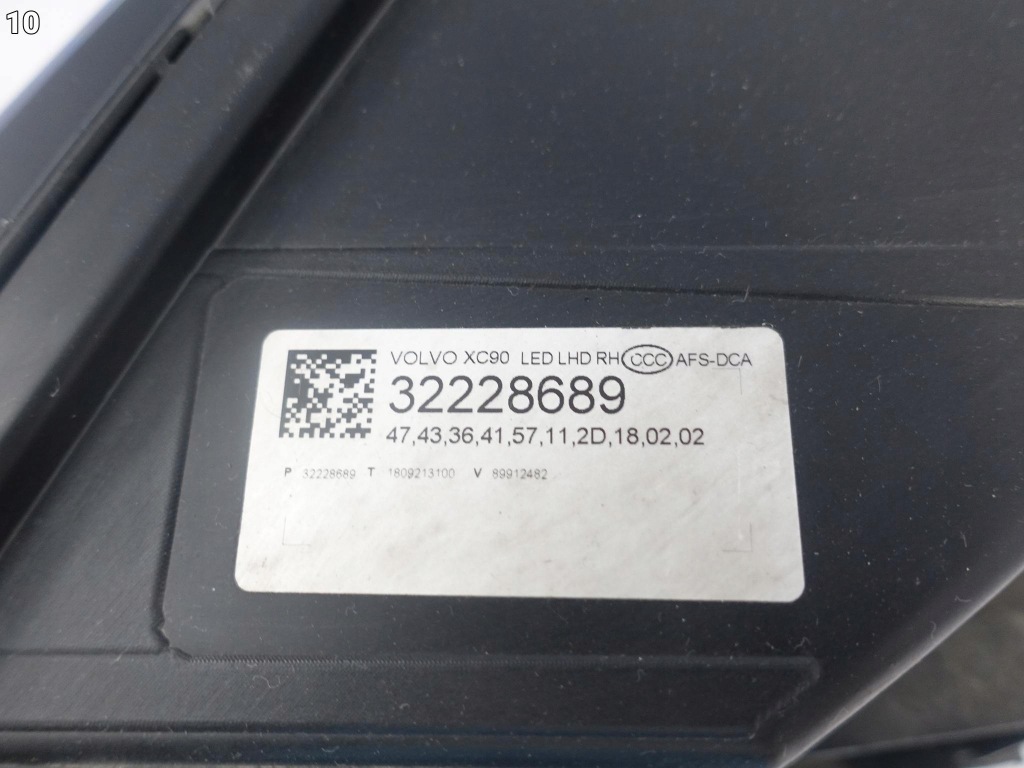 10
VOLVO XC90 LED LHD RH CCC AFS-DCA
32228689
47,43,36,41,57,11,2D,18,02,02
P 32228689 T 1809213100 V 89912482